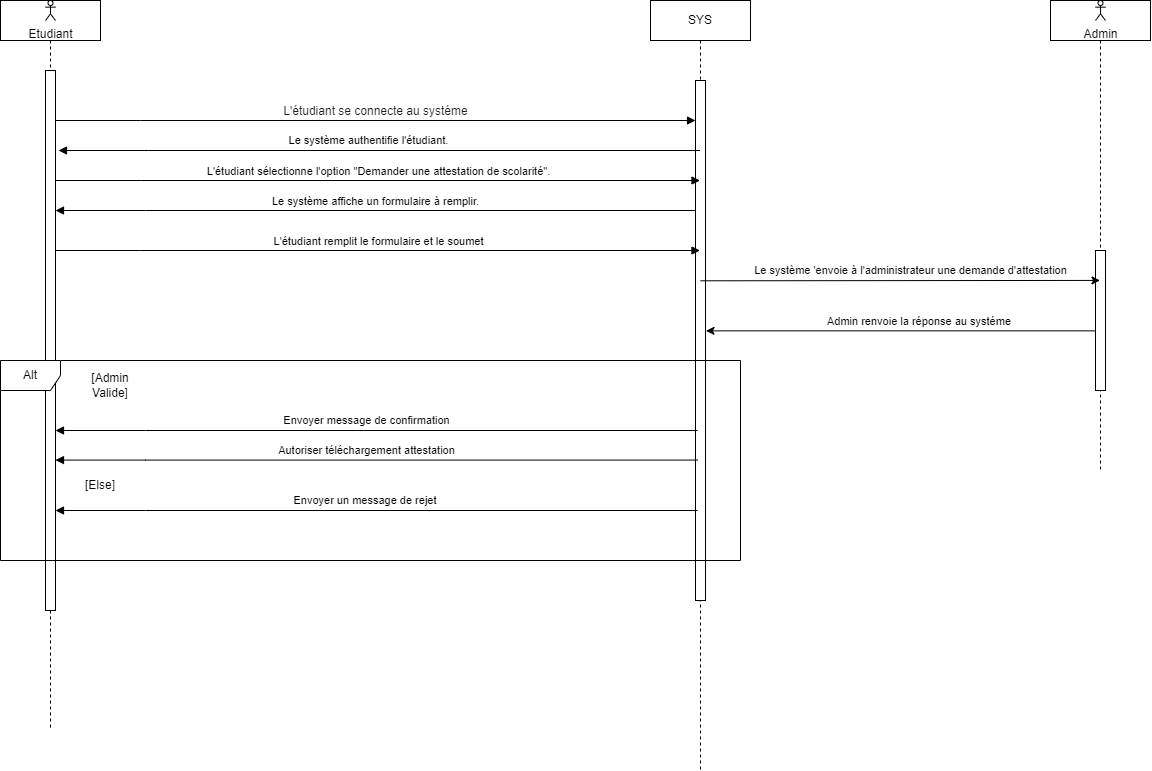 Etudiant
SYS
Admin
L'étudiant se connecte au systéme
Le système authentifie l'étudiant.
L'étudiant sélectionne l'option "Demander une attestation de scolarité".
Le système affiche un formulaire à remplir.
L'étudiant remplit le formulaire et le soumet
Le système 'envoie à l'administrateur une demande d'attestation
Admin renvoie la réponse au systéme
Alt
[Admin
Valide]
Envoyer message de confirmation
Autoriser téléchargement attestation
[Else]
Envoyer un message de rejet